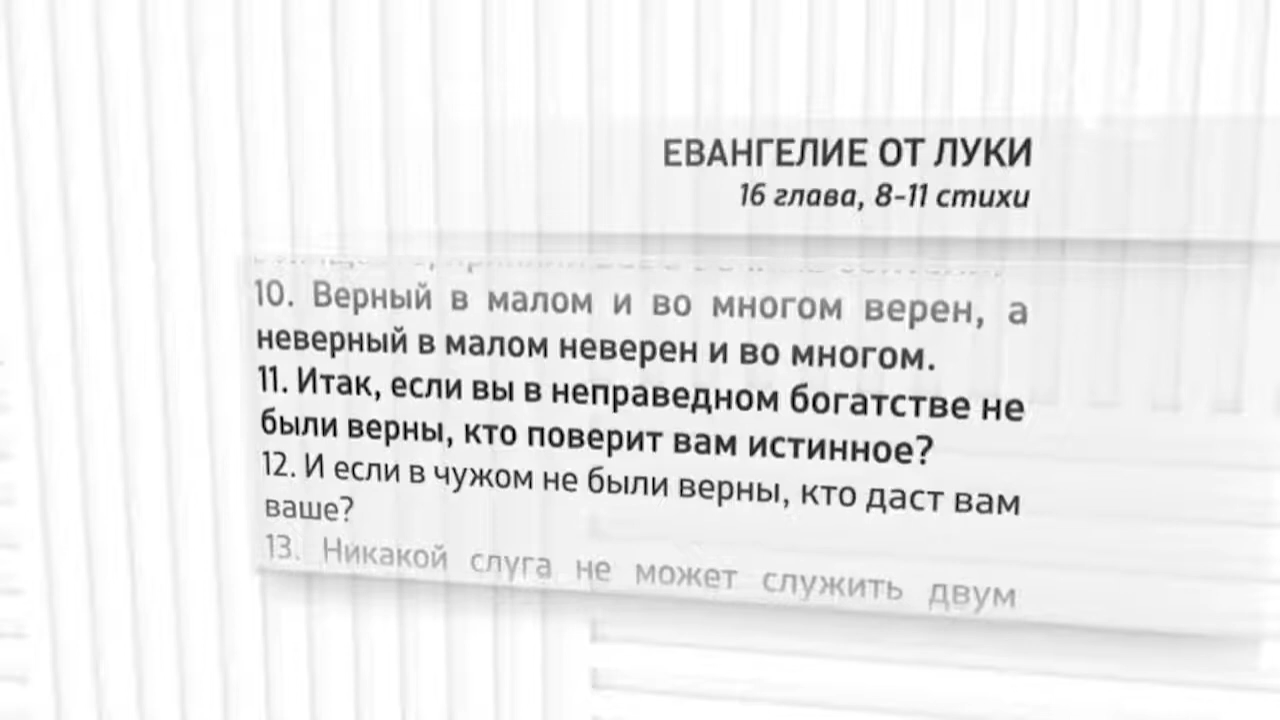 ЕВАНГЕЛИЕ ОТ ЛУКИ
16 глава, 8-11 стихи
10. Верный в малом и во многом верен, а
неверный в малом неверен и во многом.
11. Итак, если вы в неправедном богатстве не
были верны, кто поверит вам истинное?
12. И если в чужом не были верны, кто даст вам
ваше?
13. Никакой слуга не может служить двум